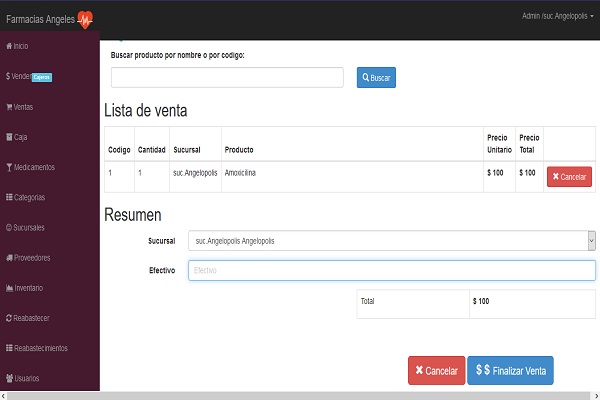 Farmacias Angeles
Admin /suc.Angelopolis
Inicio
Vender Cajeros
Ventas
Caja
Medicamentos
Categorias
Sucursales
Proveedores
Inventario
Reabastecer
Reabastecimientos
Usuarios
Buscar producto por nombre o por codigo:
Buscar
Lista de venta
Codigo Cantidad Sucursal Producto Precio Unitario Precio Total
1 1 suc.Angelopolis Amoxicilina $ 100 $ 100 Cancelar
Resumen
Sucursal suc.Angelopolis Angelopolis
Efectivo Efectivo
Total $ 100
Cancelar $ $ Finalizar Venta